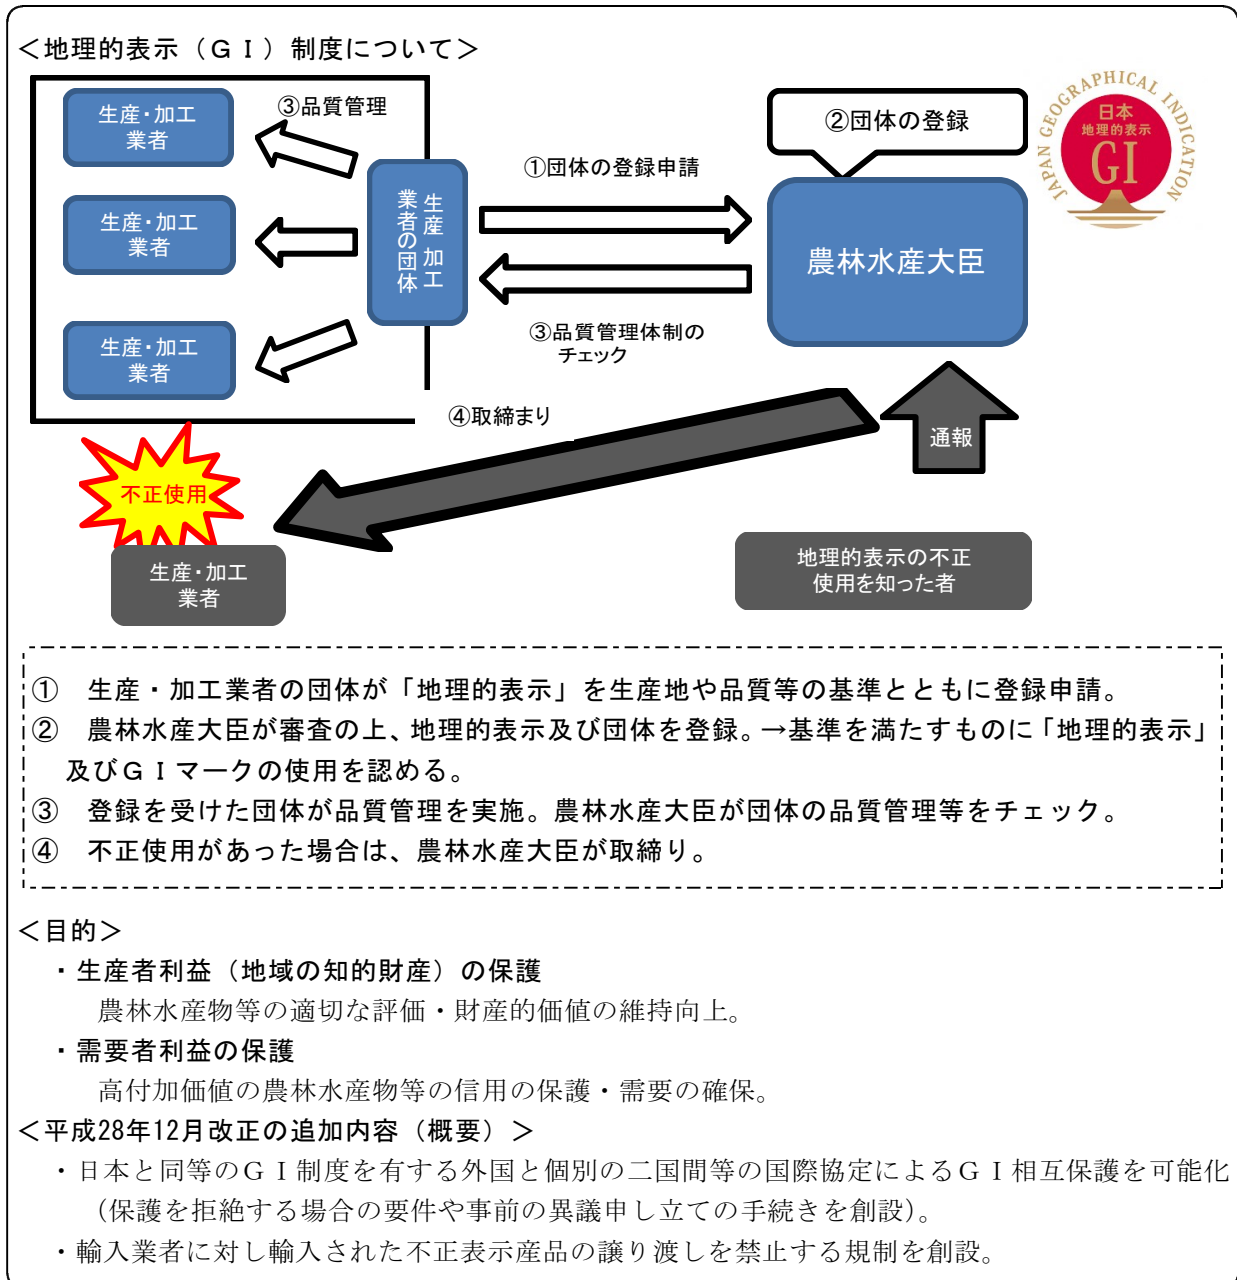 ＜地理的表示（ＧＩ）制度について＞
生産・加工
業者
③品質管理
生産・加工
業者
生産・加工
業者
生産・加工
業者の団体
①団体の登録申請
③品質管理体制の
チェック
②団体の登録
農林水産大臣
JAPAN GEOGRAPHICAL INDICATION
日本
地理的表示
GI
④取締まり
通報
不正使用
生産・加工
業者
地理的表示の不正
使用を知った者
①　生産・加工業者の団体が「地理的表示」を生産地や品質等の基準とともに登録申請。
②　農林水産大臣が審査の上、地理的表示及び団体を登録。→基準を満たすものに「地理的表示」
及びＧＩマークの使用を認める。
③　登録を受けた団体が品質管理を実施。農林水産大臣が団体の品質管理等をチェック。
④　不正使用があった場合は、農林水産大臣が取締り。
＜目的＞
・生産者利益（地域の知的財産）の保護
農林水産物等の適切な評価・財産的価値の維持向上。
・需要者利益の保護
高付加価値の農林水産物等の信用の保護・需要の確保。
＜平成28年12月改正の追加内容（概要）＞
・日本と同等のＧＩ制度を有する外国と個別の二国間等の国際協定によるＧＩ相互保護を可能化
（保護を拒絶する場合の要件や事前の異議申し立ての手続きを創設）。
・輸入業者に対し輸入された不正表示産品の譲り渡しを禁止する規制を創設。